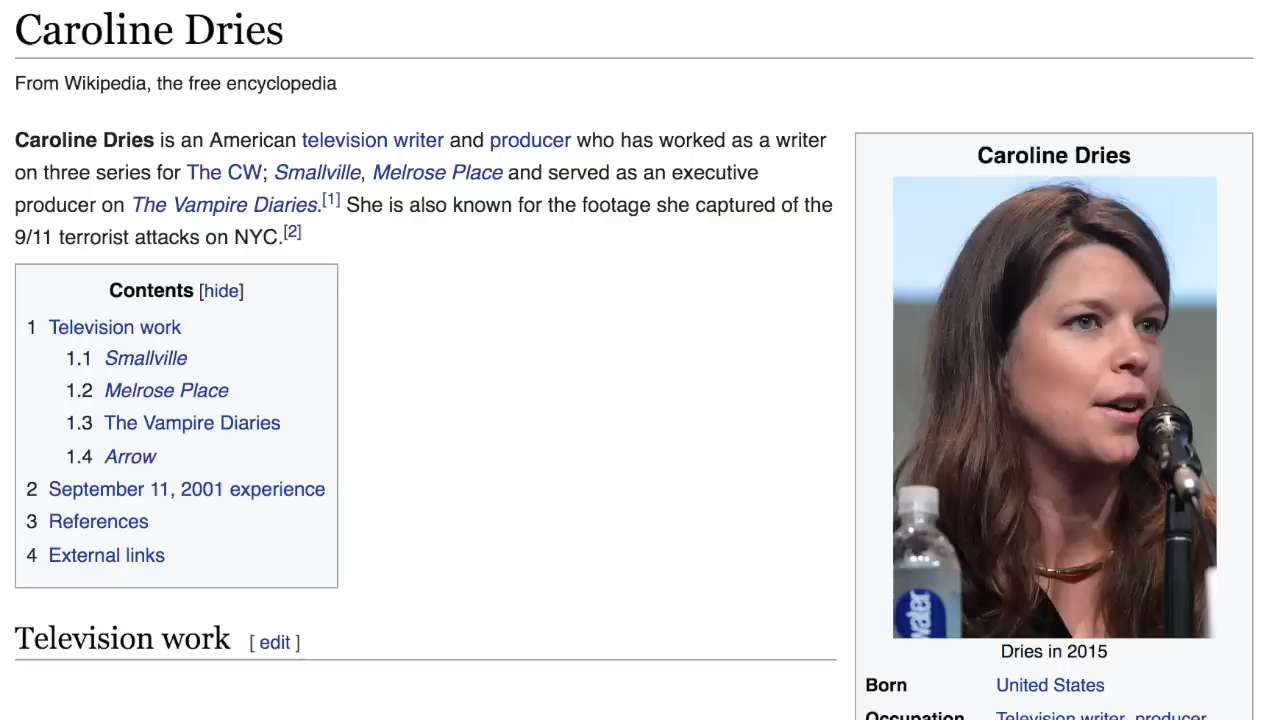 Caroline Dries
From Wikipedia, the free encyclopedia
Caroline Dries is an American television writer and producer who has worked as a writer
on three series for The CW; Smallville, Melrose Place and served as an executive
producer on The Vampire Diaries.[1] She is also known for the footage she captured of the
9/11 terrorist attacks on NYC.[2]
Contents [hide]
1 Television work
1.1 Smallville
1.2 Melrose Place
1.3 The Vampire Diaries
1.4 Arrow
2 September 11, 2001 experience
3 References
4 External links
Television work [ edit ]
Caroline Dries
water
Dries in 2015
Born United States
Occupation Television writer, producer